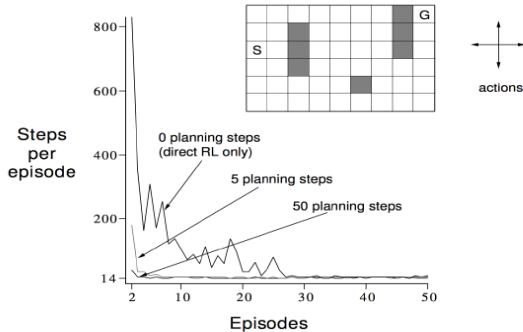 G
S
actions
800
600
400
200
14
Steps
per
episode
0 planning steps
(direct RL only)
5 planning steps
50 planning steps
2
10
20
30
40
50
Episodes